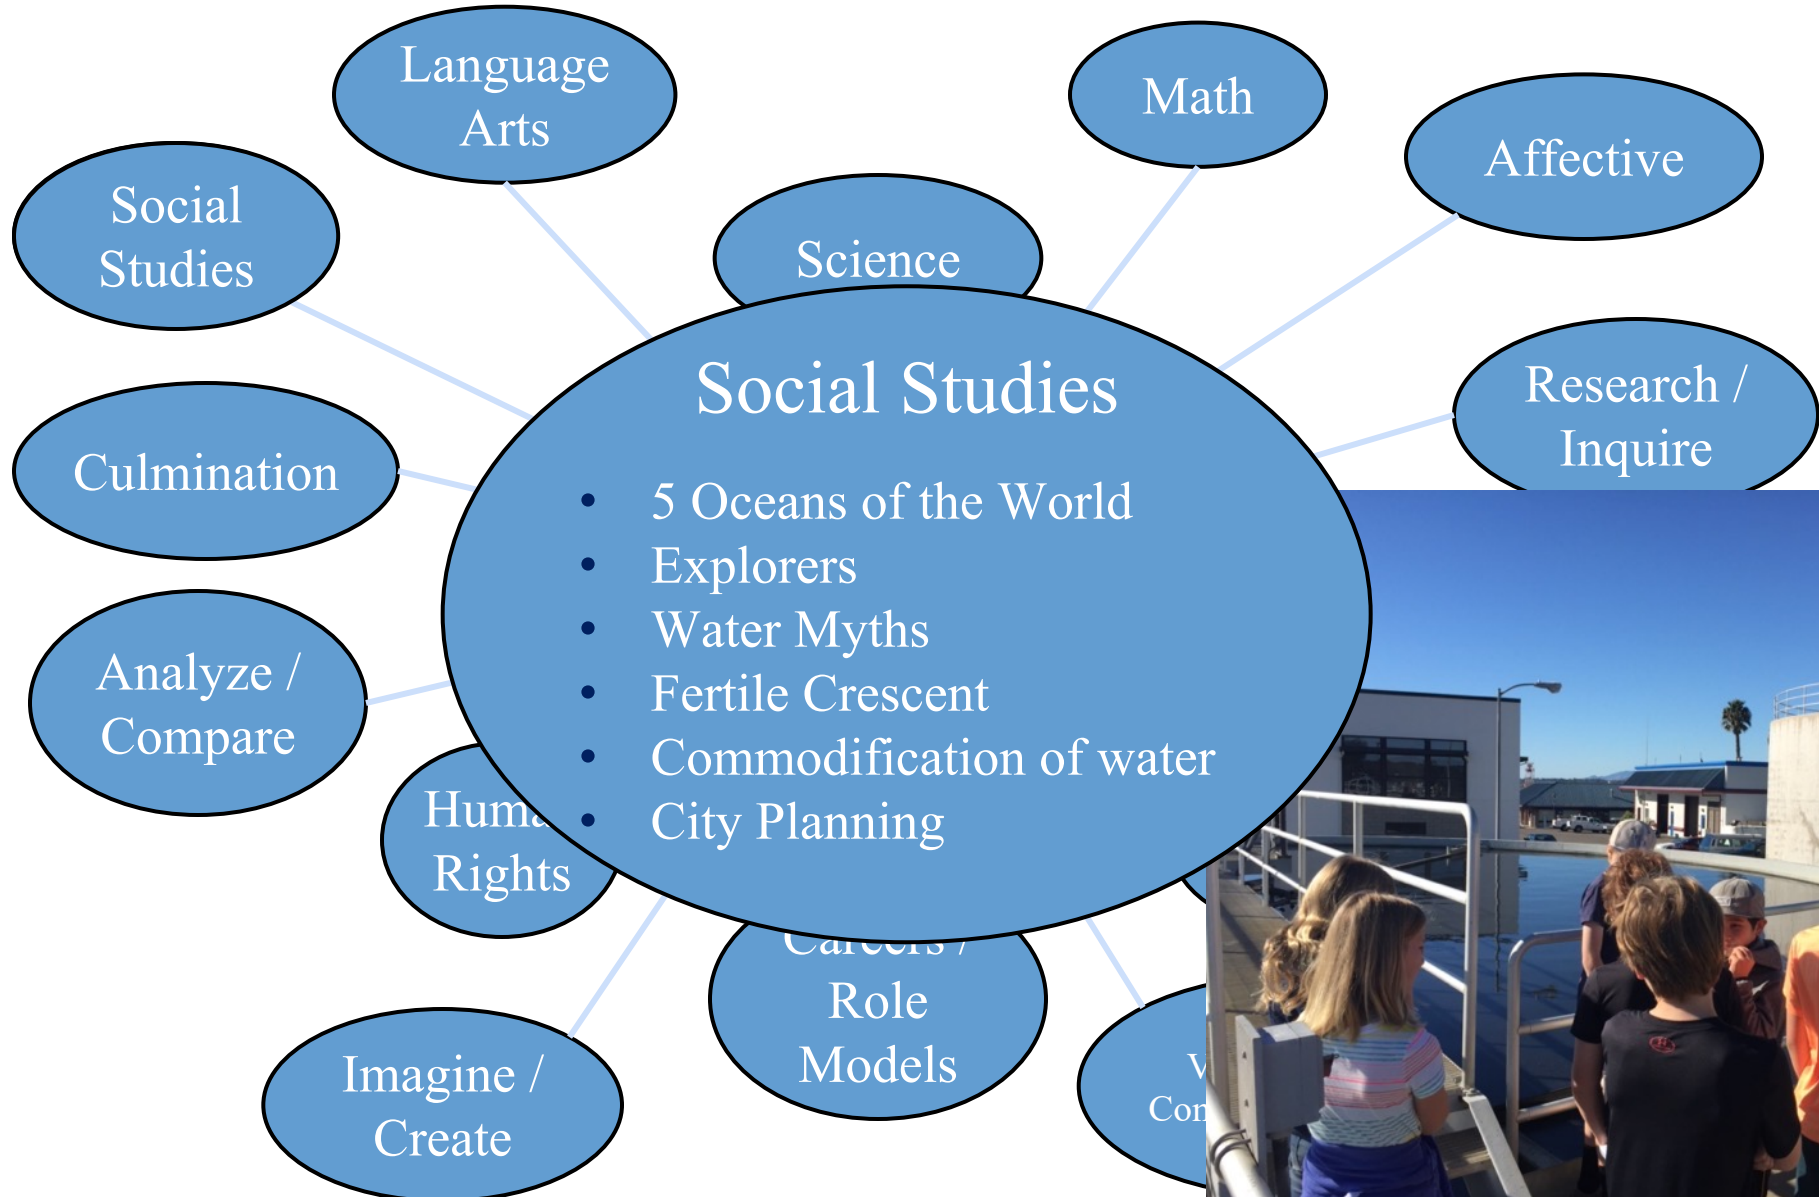 Language
Arts
Math
Affective
Social
Studies
Science
Research /
Inquire
Social Studies
Culmination
• 5 Oceans of the World
• Explorers
• Water Myths
• Fertile Crescent
• Commodification of water
• City Planning
Analyze /
Compare
Rights
Careers /
Role
Models
Imagine /
Create